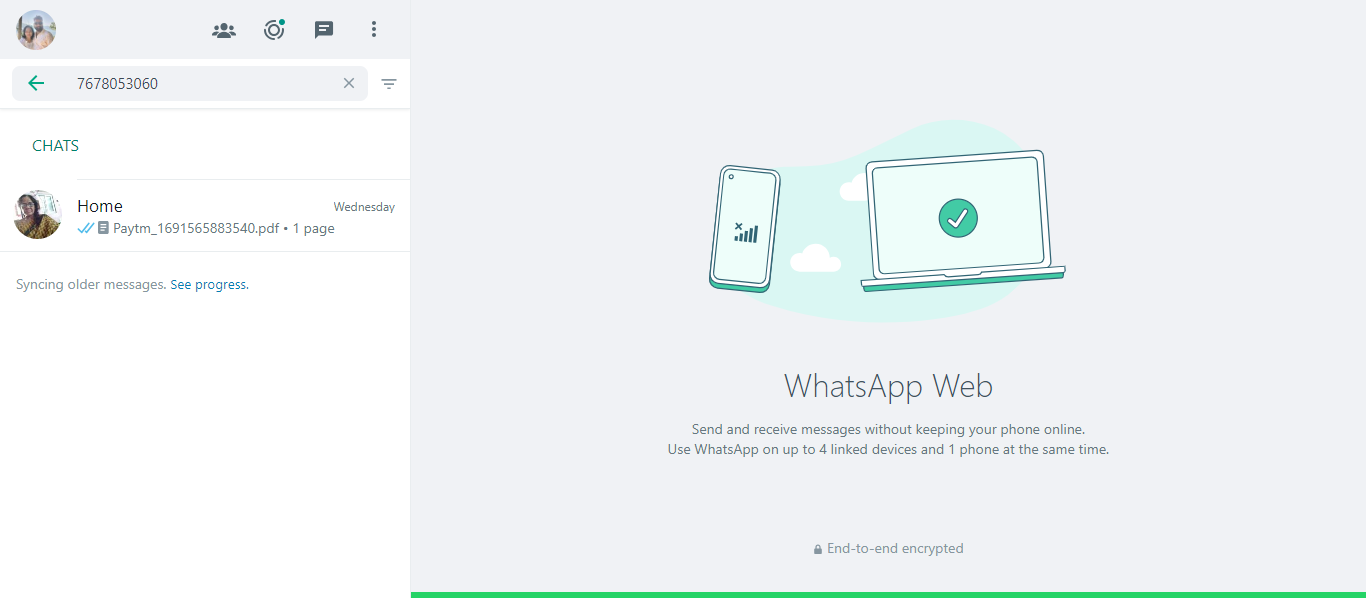 7678053060
CHATS
Home
Wednesday
Paytm_1691565883540.pdf • 1 page
Syncing older messages. See progress.
WhatsApp Web
Send and receive messages without keeping your phone online.
Use WhatsApp on up to 4 linked devices and 1 phone at the same time.
End-to-end encrypted